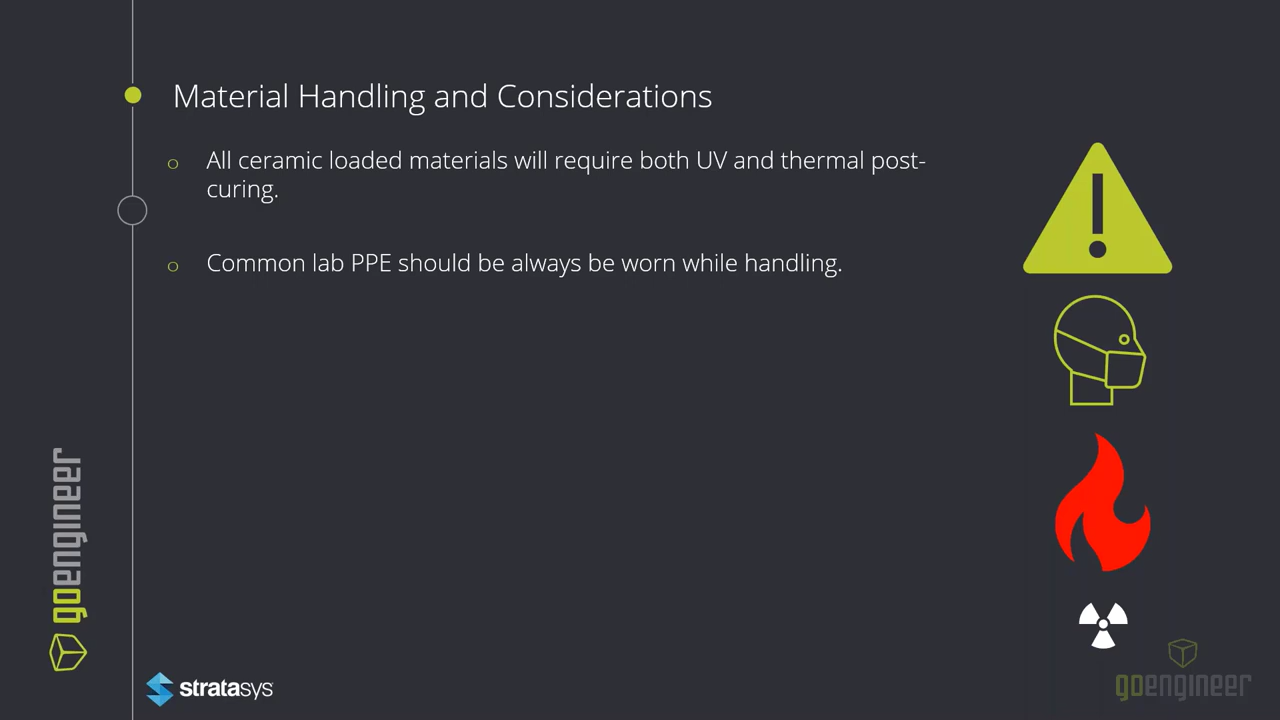 Material Handling and Considerations
o All ceramic loaded materials will require both UV and thermal post-
curing.
o Common lab PPE should be always be worn while handling.
goengineer
stratasys
goengineer